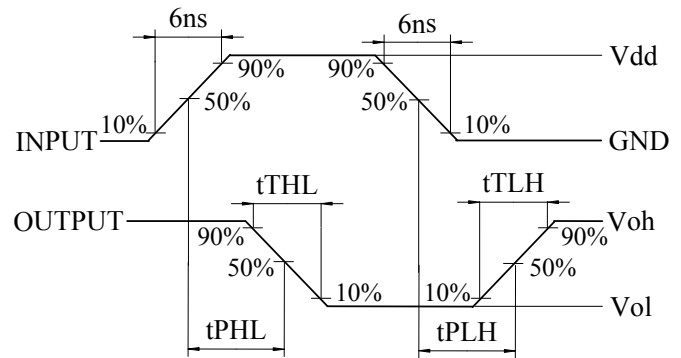 6ns 6ns
90% 90% Vdd
50% 50%
10% 10%
INPUT GND
tTHL tTLH
OUTPUT Voh
90% 90%
50% 50%
10% 10%
Vol
tPHL tPLH